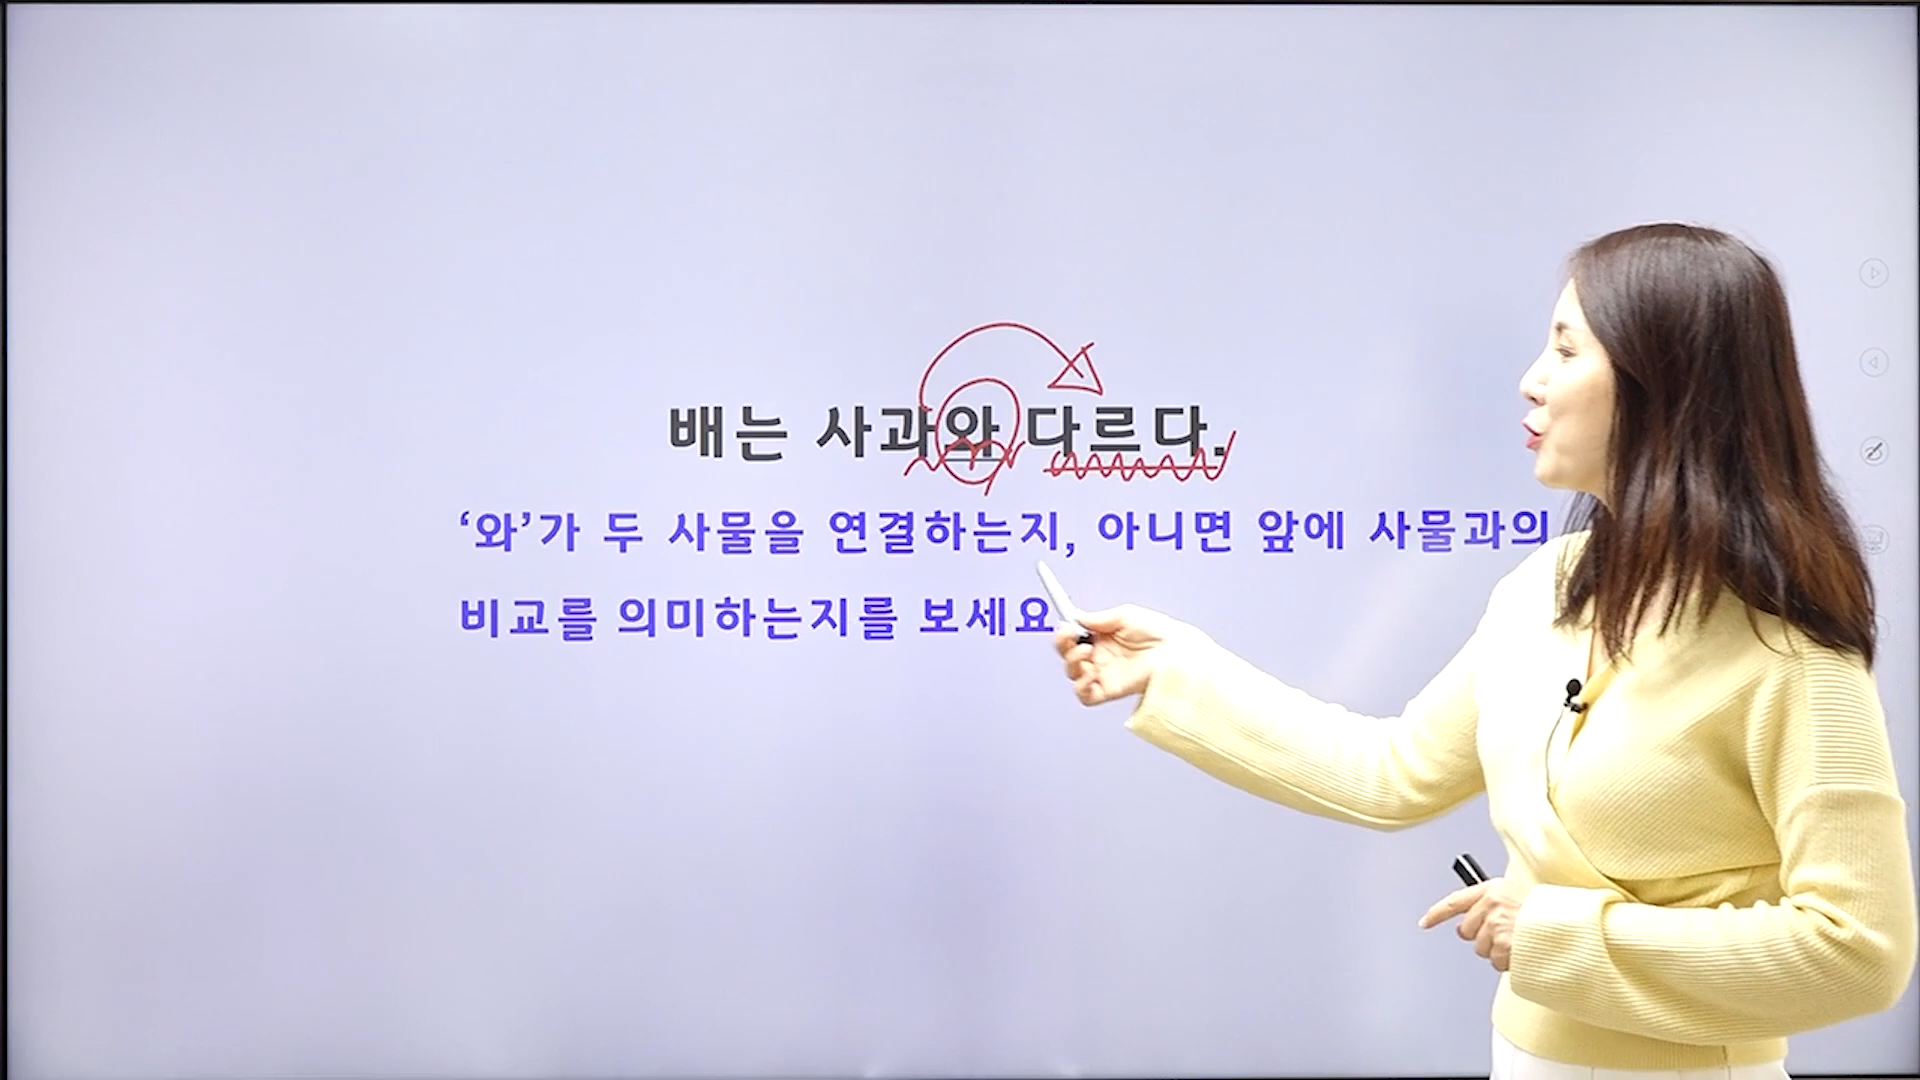 배는 사과와 다르다.
‘와’가 두 사물을 연결하는지, 아니면 앞에 사물과의
비교를 의미하는지를 보세요